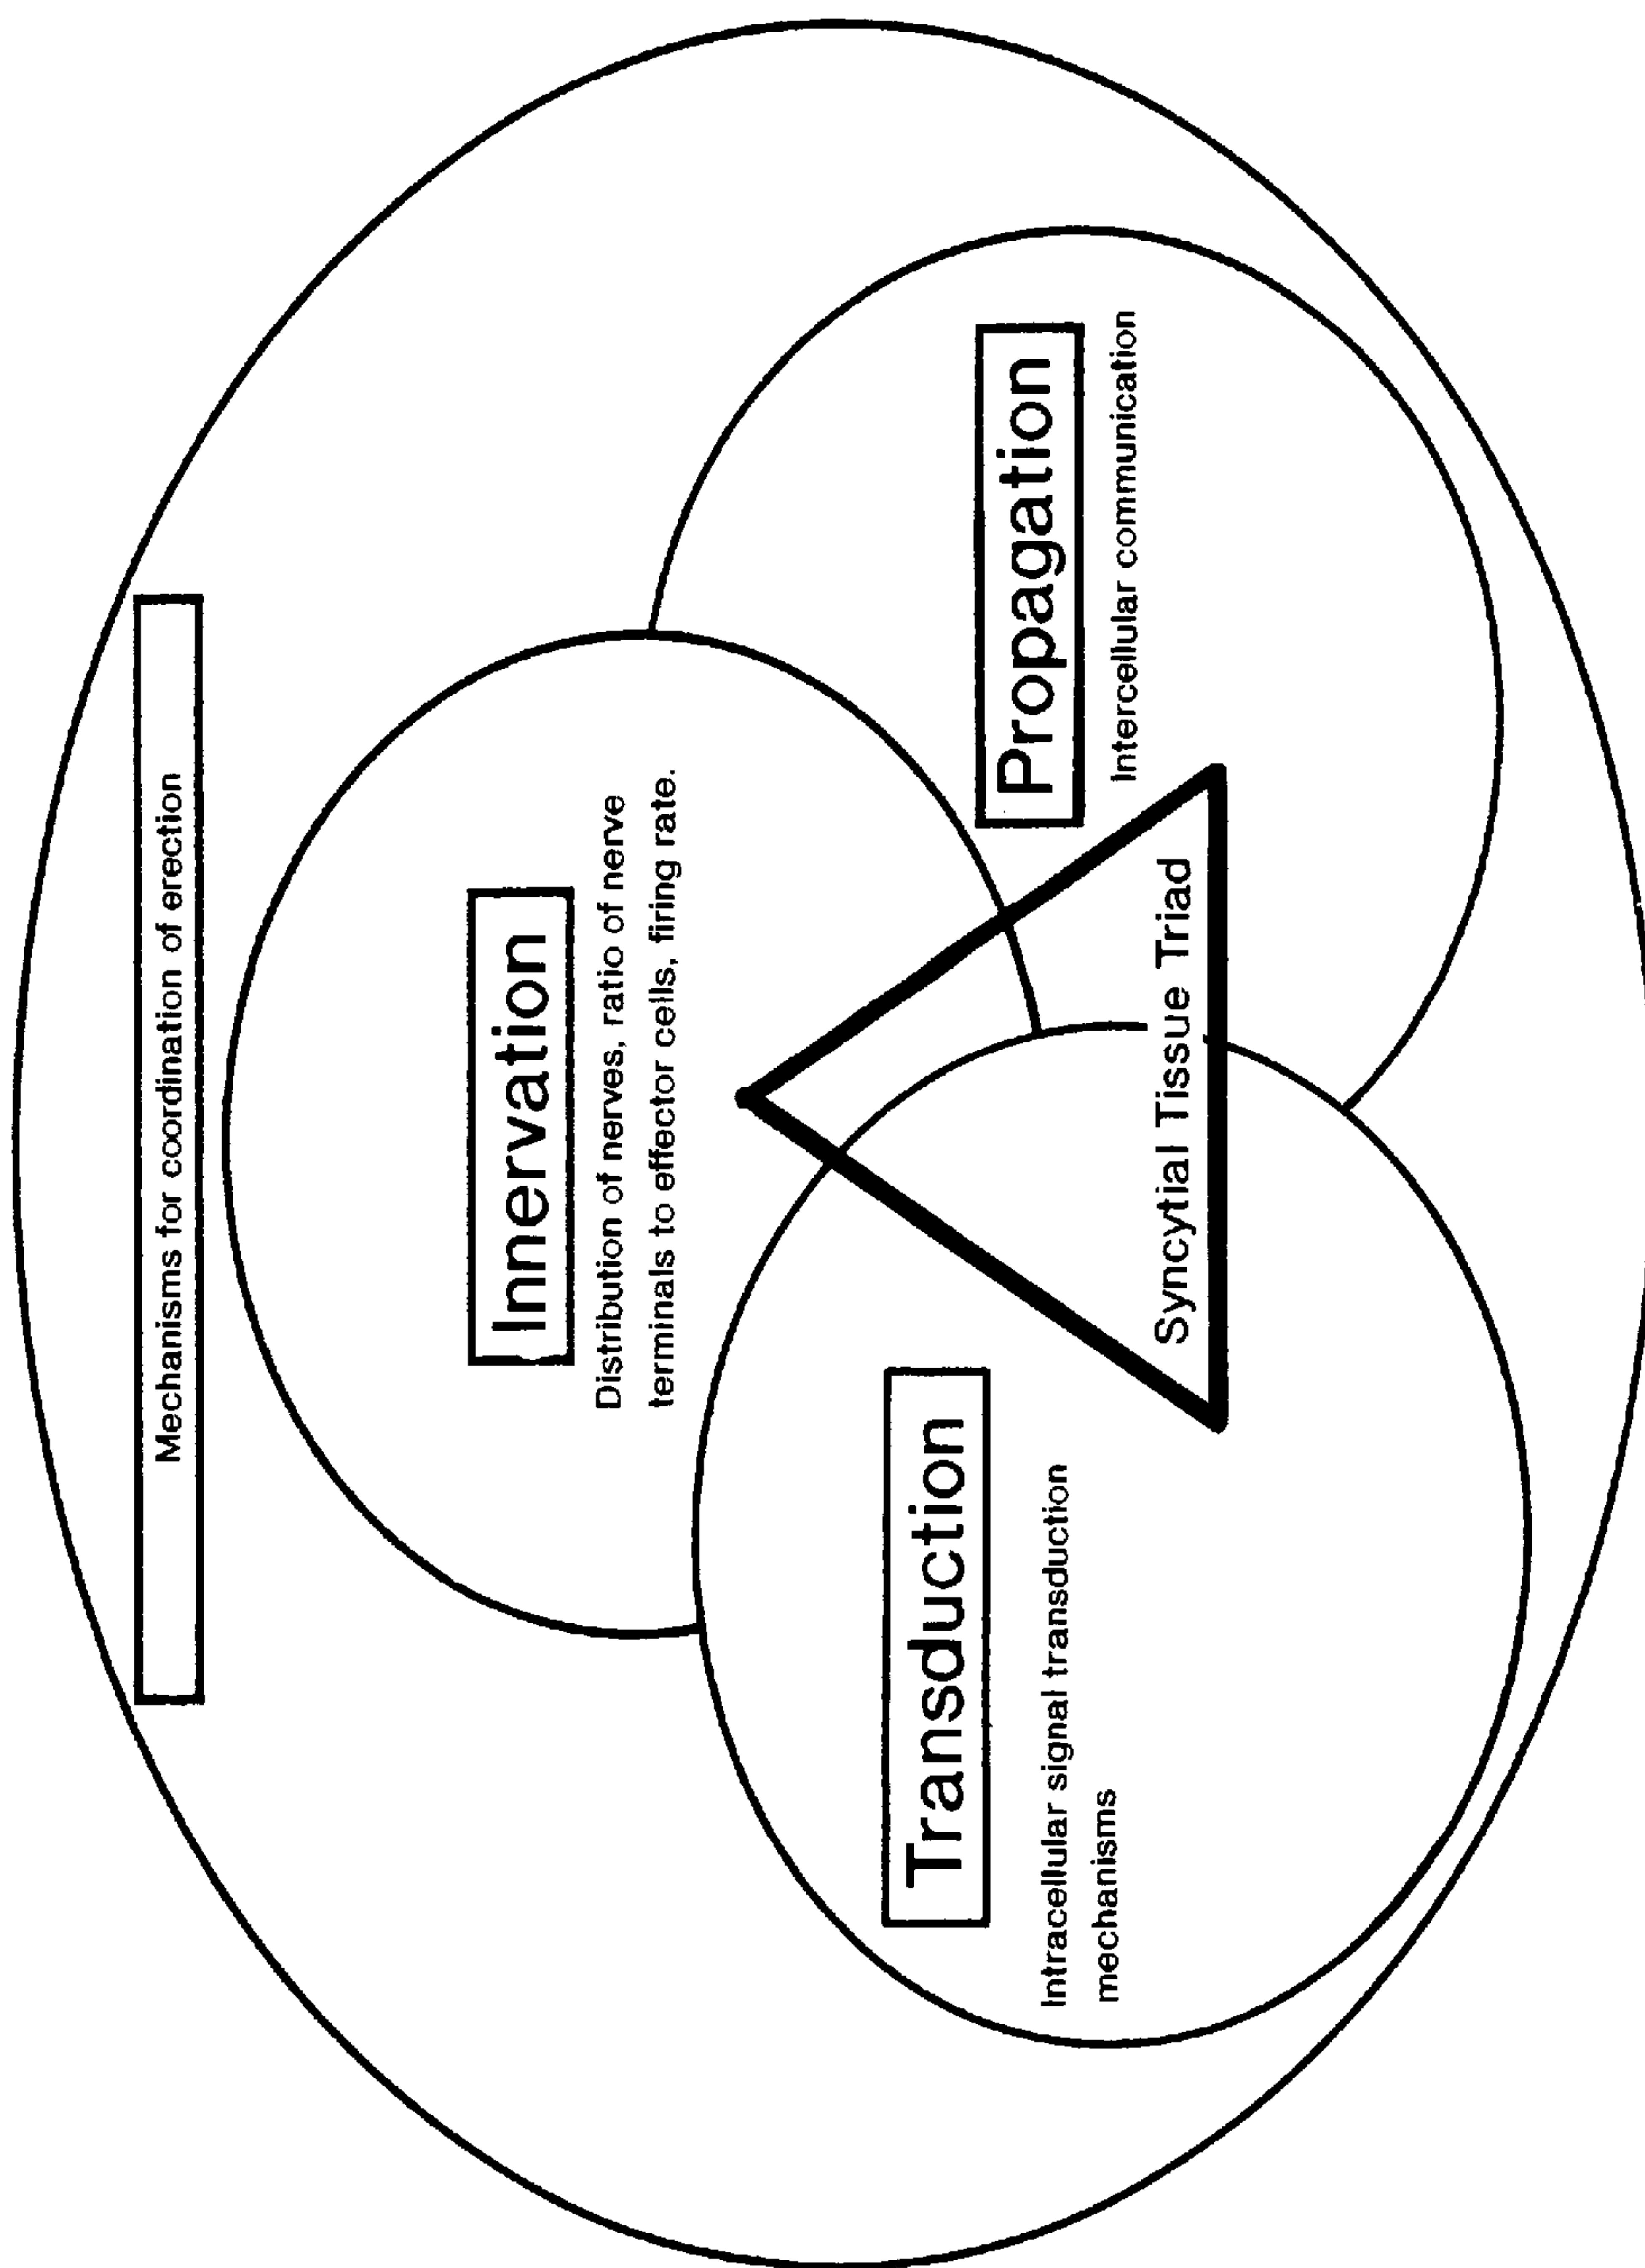 Mechanisms for coordination of erection
Innervation
Distribution of nerves, ratio of nerve
terminals to effector cells, firing rate.
Transduction
Intracellular signal transduction
mechanisms
Propagation
Intercellular communication
Syncytial Tissue Triad